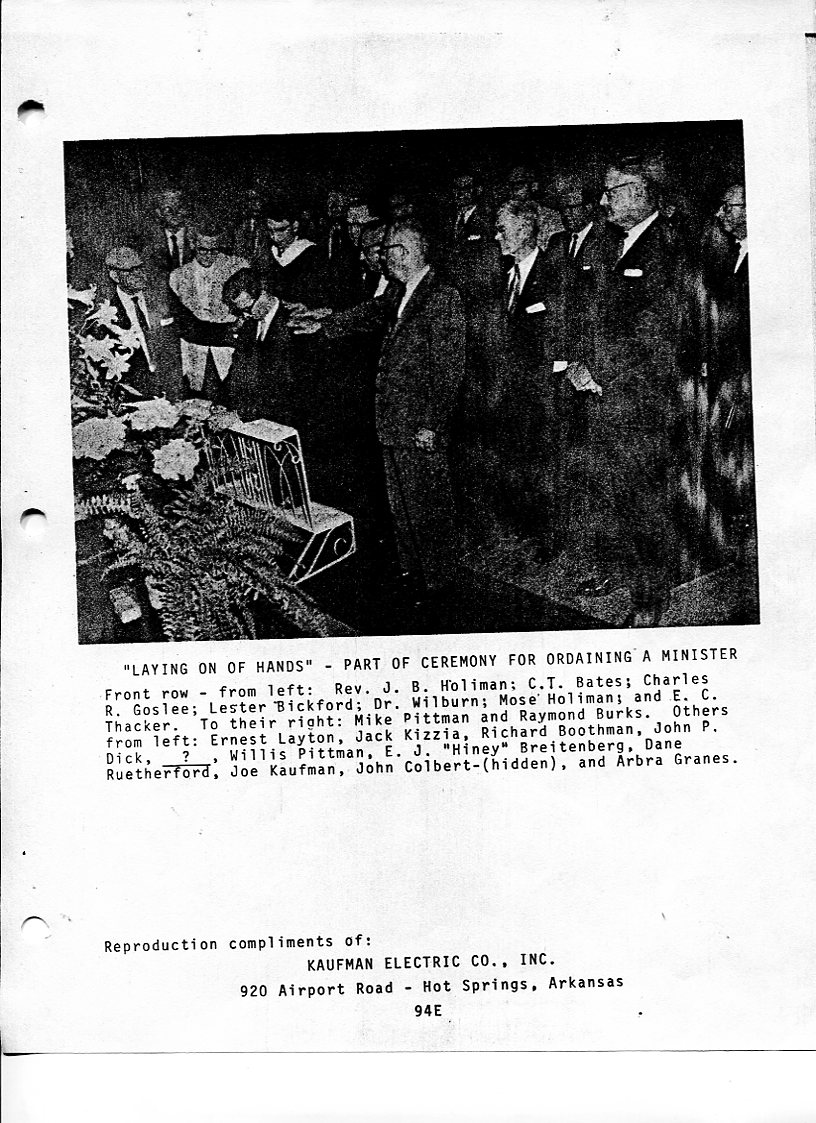 "LAYING ON OF HANDS" - PART OF CEREMONY FOR ORDAINING A MINISTER
Front row - from left: Rev. J. B. Holiman; C.T. Bates; Charles
R. Goslee; Lester Bickford; Dr. Wilburn; Mose Holiman; and E. C.
Thacker. To their right: Mike Pittman and Raymond Burks. Others
from left: Ernest Layton, Jack Kizzia, Richard Boothman, John P.
Dick, __?__, Willis Pittman, E. J. "Hiney" Breitenberg, Dane
Ruetherford, Joe Kaufman, John Colbert-(hidden), and Arbra Granes.
Reproduction compliments of:
KAUFMAN ELECTRIC CO., INC.
920 Airport Road - Hot Springs, Arkansas
94E